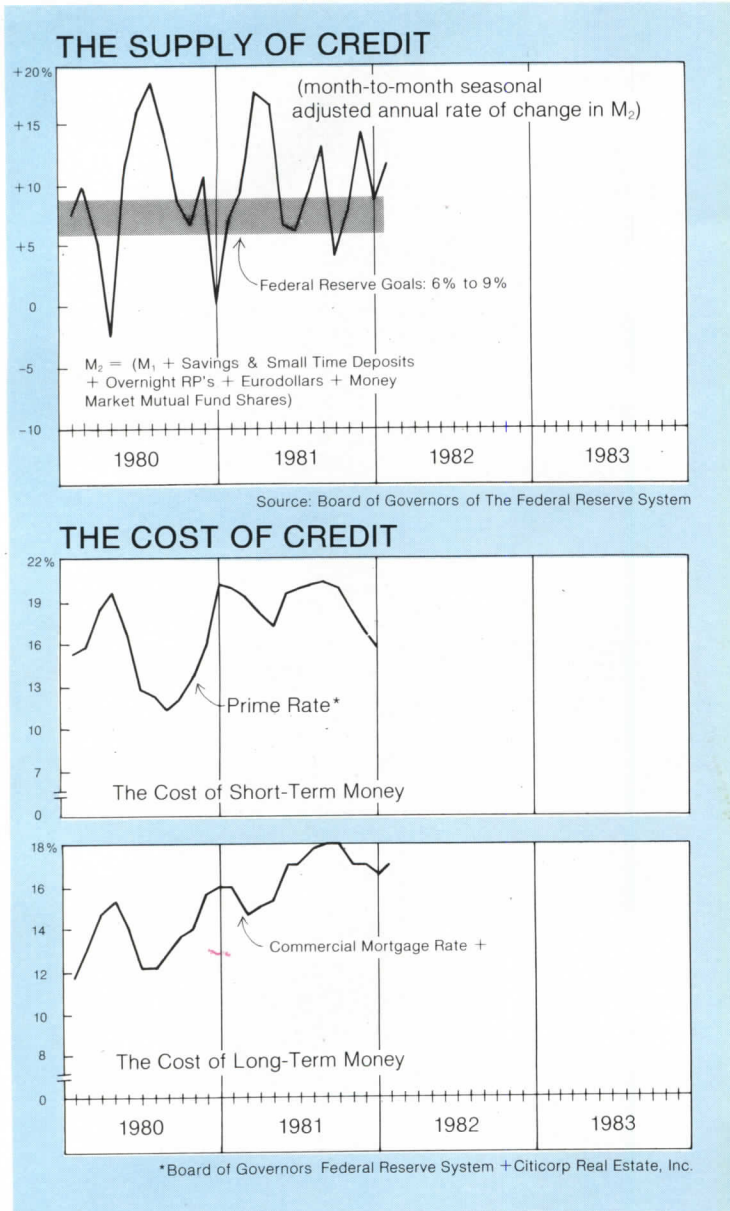 THE SUPPLY OF CREDIT
+20%
+15
+10
+5
0
−5
−10
(month-to-month seasonal
adjusted annual rate of change in M₂)
Federal Reserve Goals: 6% to 9%
M₂ = (M₁ + Savings & Small Time Deposits
+ Overnight RP's + Eurodollars + Money
Market Mutual Fund Shares)
1980 1981 1982 1983
Source: Board of Governors of The Federal Reserve System
THE COST OF CREDIT
22%
19
16
13
10
7
0
Prime Rate*
The Cost of Short-Term Money
18%
16
14
12
10
8
0
Commercial Mortgage Rate +
The Cost of Long-Term Money
1980 1981 1982 1983
*Board of Governors Federal Reserve System +Citicorp Real Estate, Inc.